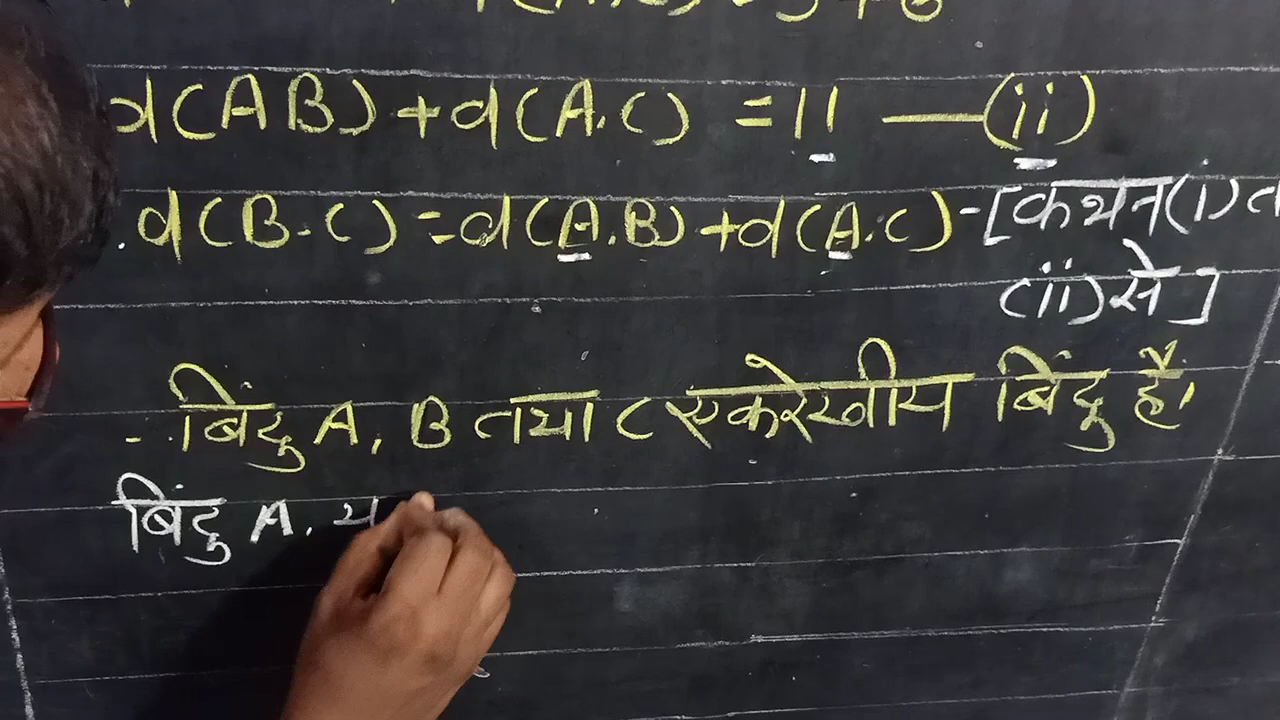 d(AB) + d(A.C) = 11 —(ii)
. d(B.C) = d(A.B) + d(A.C) -[कथन (i) त
(ii) से ]
बिंदु A, B तथा C एकरेखीय बिंदु है।
बिंदु A, य